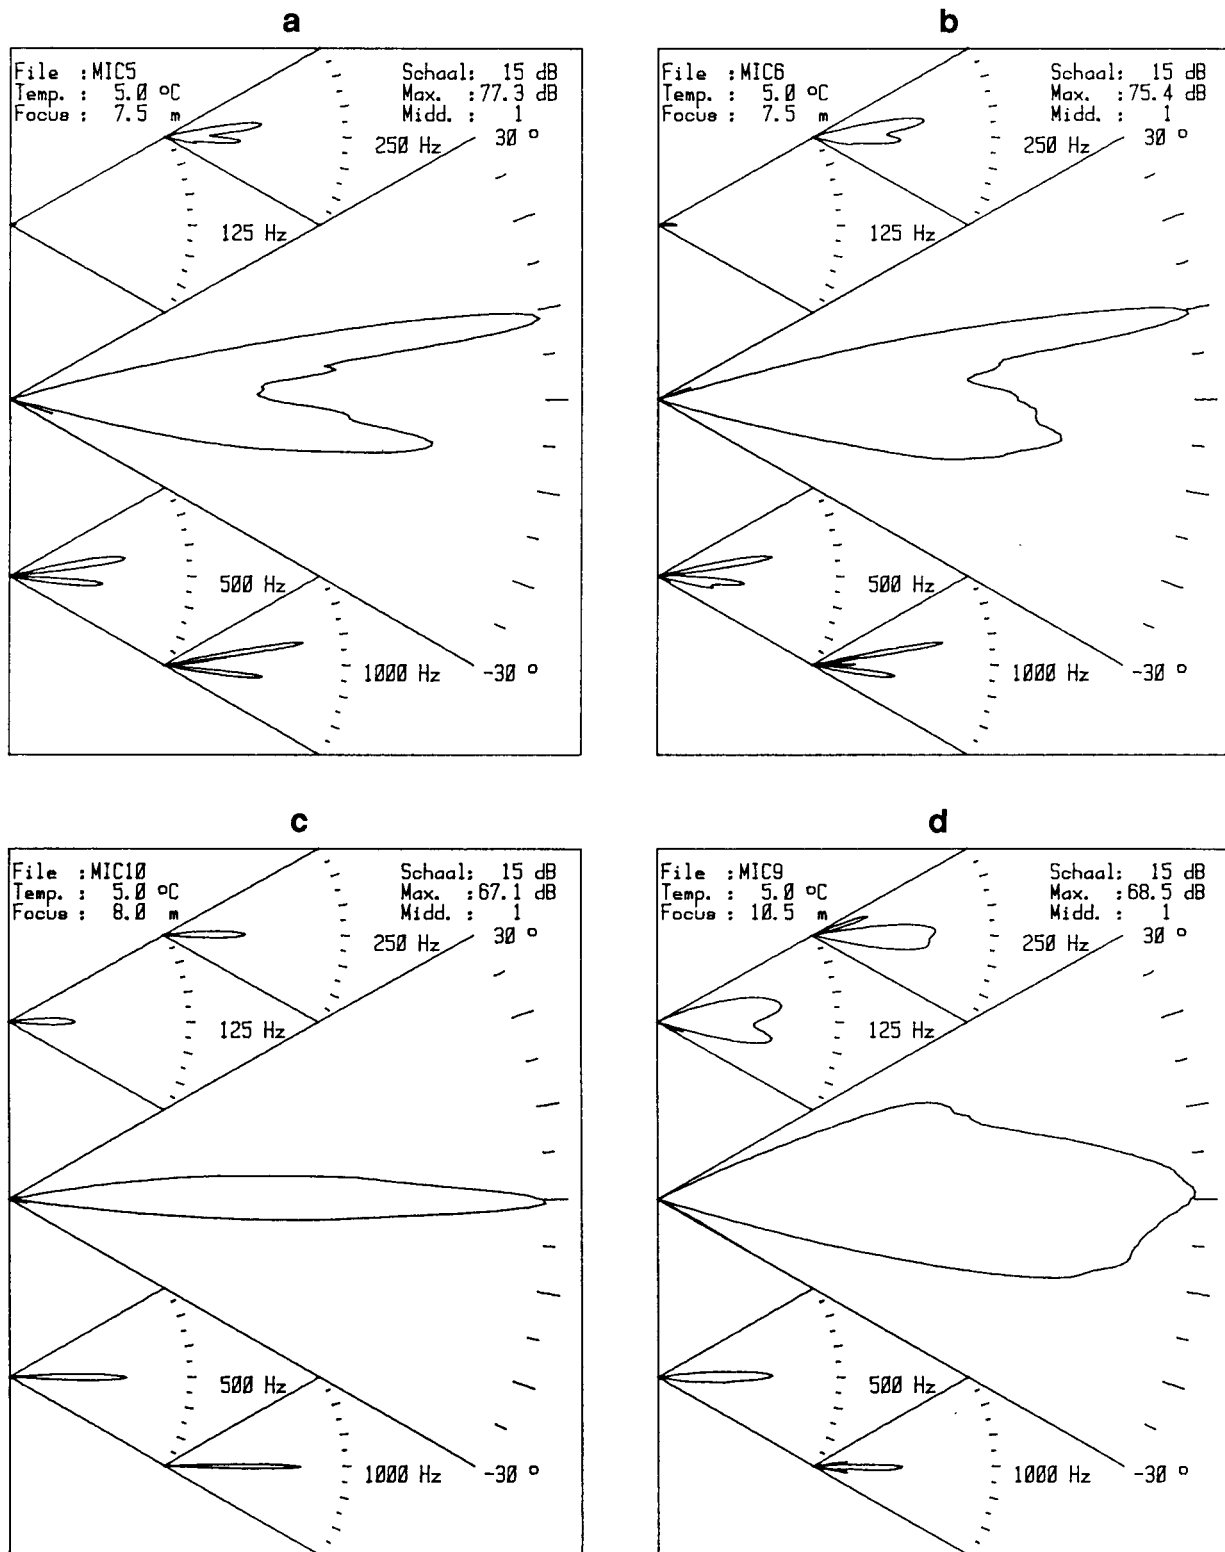 a
File :MIC5
Temp. : 5.0 ºC
Focus : 7.5 m
Schaal: 15 dB
Max. :77.3 dB
Midd. : 1
250 Hz
30 º
125 Hz
500 Hz
1000 Hz
-30 º
b
File :MIC6
Temp. : 5.0 ºC
Focus : 7.5 m
Schaal: 15 dB
Max. :75.4 dB
Midd. : 1
250 Hz
30 º
125 Hz
500 Hz
1000 Hz
-30 º
c
File :MIC10
Temp. : 5.0 ºC
Focus : 8.0 m
Schaal: 15 dB
Max. :67.1 dB
Midd. : 1
250 Hz
30 º
125 Hz
500 Hz
1000 Hz
-30 º
d
File :MIC9
Temp. : 5.0 ºC
Focus : 10.5 m
Schaal: 15 dB
Max. :68.5 dB
Midd. : 1
250 Hz
30 º
125 Hz
500 Hz
1000 Hz
-30 º